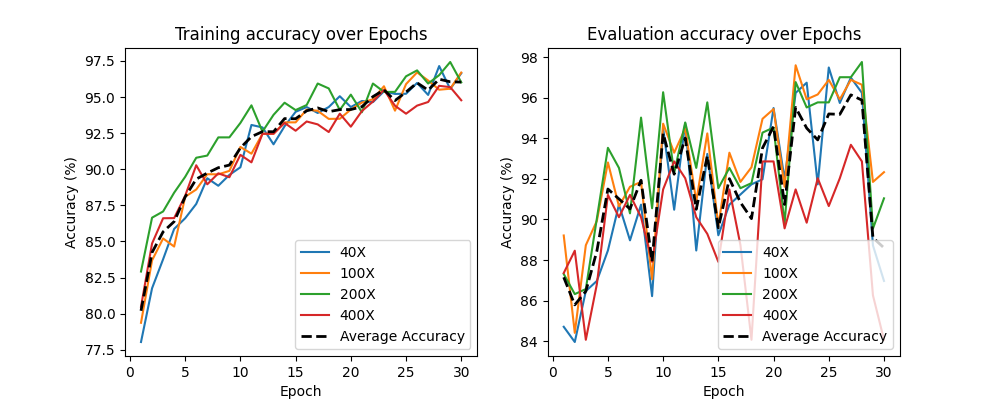 Training accuracy over Epochs
Accuracy (%)
97.5
95.0
92.5
90.0
87.5
85.0
82.5
80.0
77.5
0
5
10
15
20
25
30
Epoch
40X
100X
200X
400X
Average Accuracy
Evaluation accuracy over Epochs
Accuracy (%)
98
96
94
92
90
88
86
84
0
5
10
15
20
25
30
Epoch
40X
100X
200X
400X
Average Accuracy